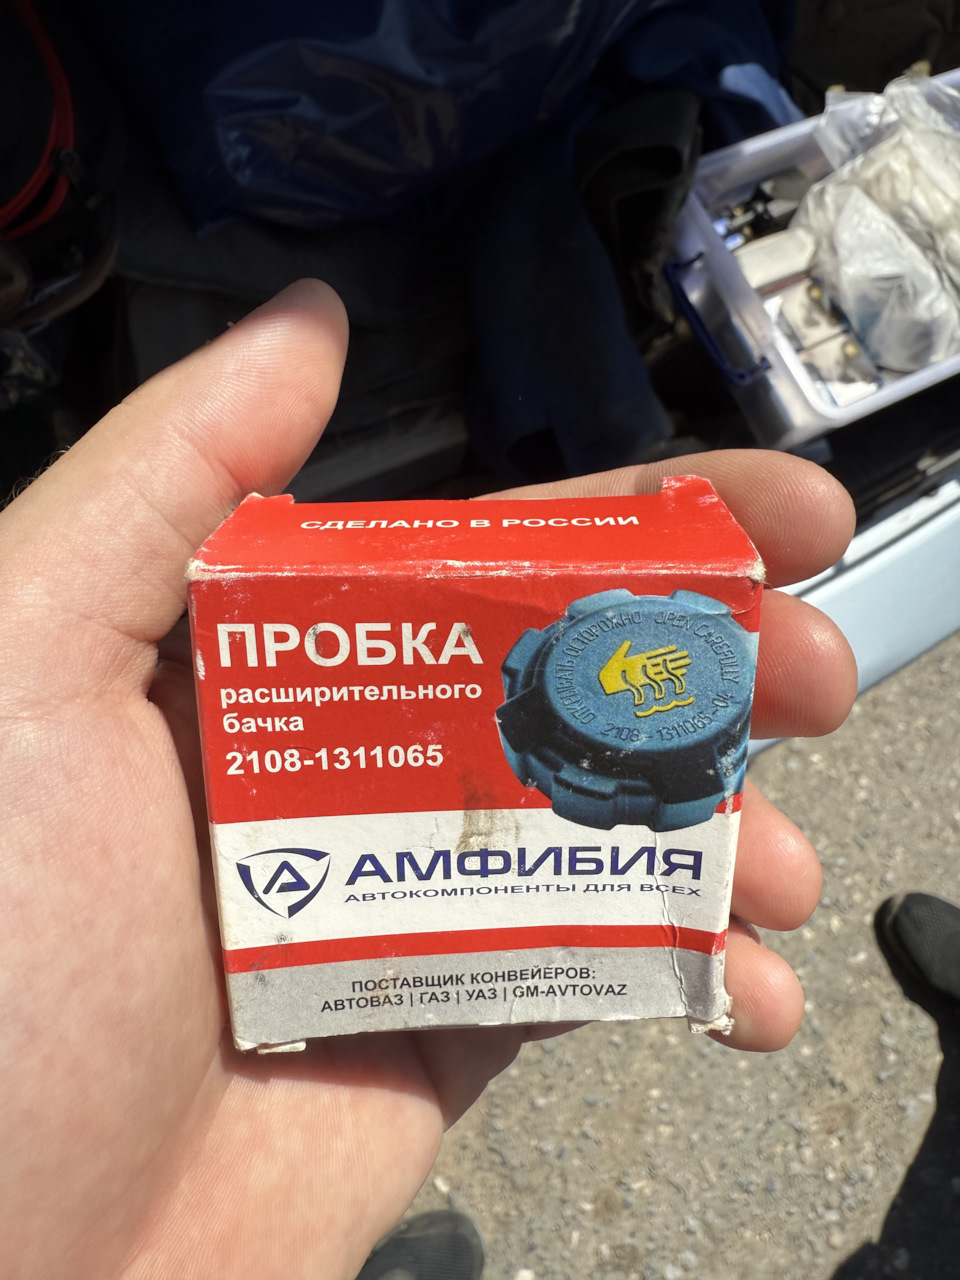 СДЕЛАНО В РОССИИ
ПРОБКА
расширительного
бачка
2108-1311065
ОТКРЫВАТЬ ОСТОРОЖНО OPEN CAREFULLY
2108-1311065-04
АМФИБИЯ
АВТОКОМПОНЕНТЫ ДЛЯ ВСЕХ
ПОСТАВЩИК КОНВЕЙЕРОВ:
АВТОВАЗ | ГАЗ | УАЗ | GM-AVTOVAZ